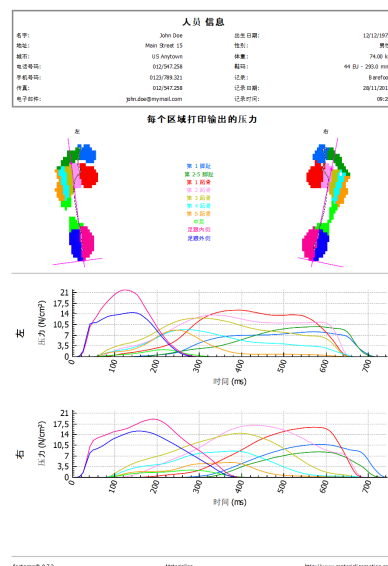 人员 信息
名字: John Doe 出生日期: 12/12/197
地址: Main Street 15 性别: 男性
城市: US Anytown 体重: 74.00 k
电话号码: 012/547.258 鞋码: 44 EU - 293.0 mm
手机号码: 0123/789.321 记录: Barefoo
传真: 012/547.258 记录日期: 28/11/201
电子邮件: john.doe@mymail.com 记录时间: 09:2
每个区域打印输出的压力
左 右
第 1 脚趾
第 2-5 脚趾
第 1 跖骨
第 2 跖骨
第 3 跖骨
第 4 跖骨
第 5 跖骨
中足
足跟内侧
足跟外侧
左
压力 (N/cm²)
21
17,5
14
10,5
7
3,5
0
0 100 200 300 400 500 600 700
时间 (ms)
右
压力 (N/cm²)
21
17,5
14
10,5
7
3,5
0
0 100 200 300 400 500 600 700
时间 (ms)